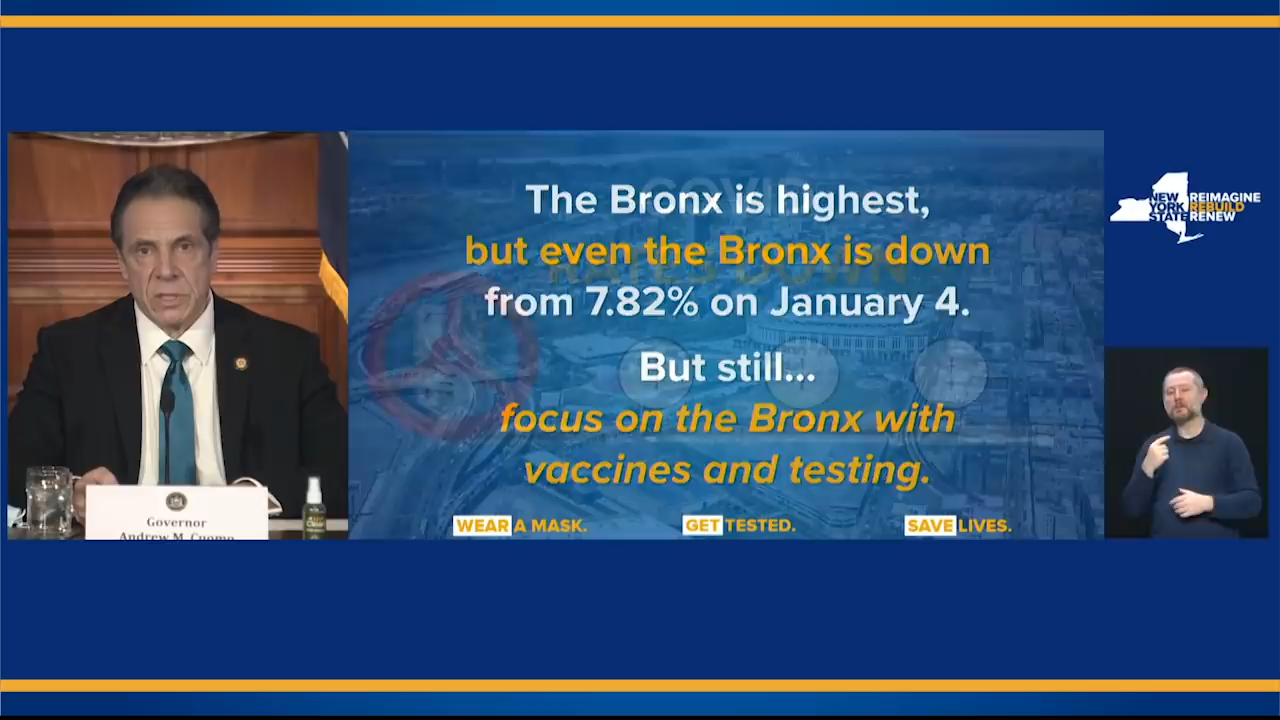 Governor
Andrew M. Cuomo
The Bronx is highest,
but even the Bronx is down
from 7.82% on January 4.
But still...
focus on the Bronx with
vaccines and testing.
WEAR A MASK.
GET TESTED.
SAVE LIVES.
NEW
YORK
STATE
REIMAGINE
REBUILD
RENEW